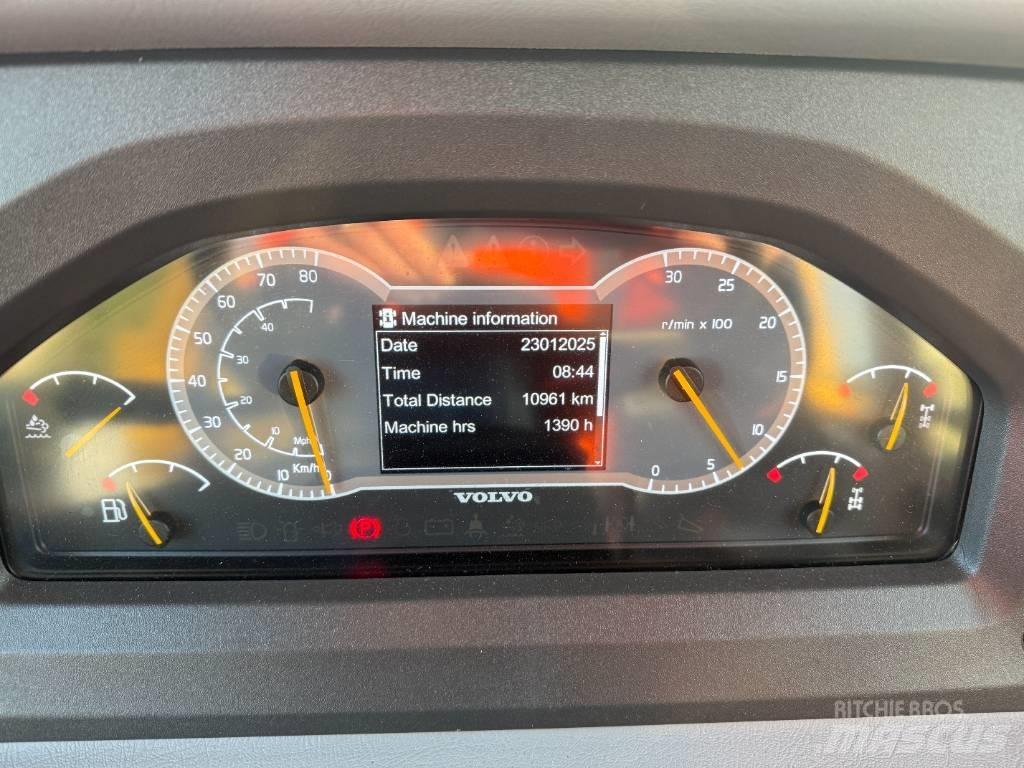 Machine information
Date 23012025
Time 08:44
Total Distance 10961 km
Machine hrs 1390 h
80
70
60
50
40
30
20
10
0
Km/h
40
30
20
10
Mph
30
25
20
15
10
5
0
r/min x 100
VOLVO
P
RITCHIE BROS
MASCUS